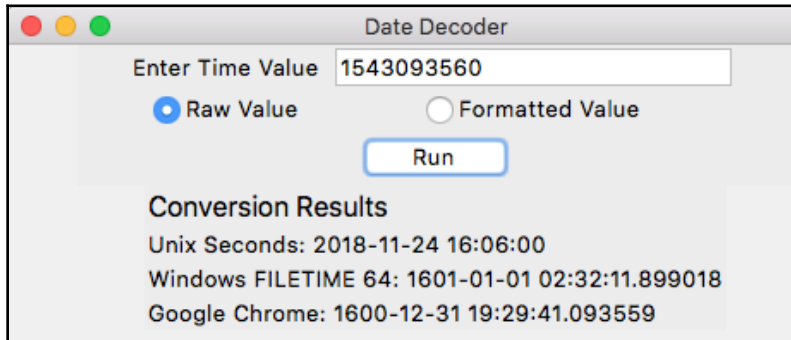 Date Decoder
Enter Time Value 1543093560
Raw Value Formatted Value
Run
Conversion Results
Unix Seconds: 2018-11-24 16:06:00
Windows FILETIME 64: 1601-01-01 02:32:11.899018
Google Chrome: 1600-12-31 19:29:41.093559